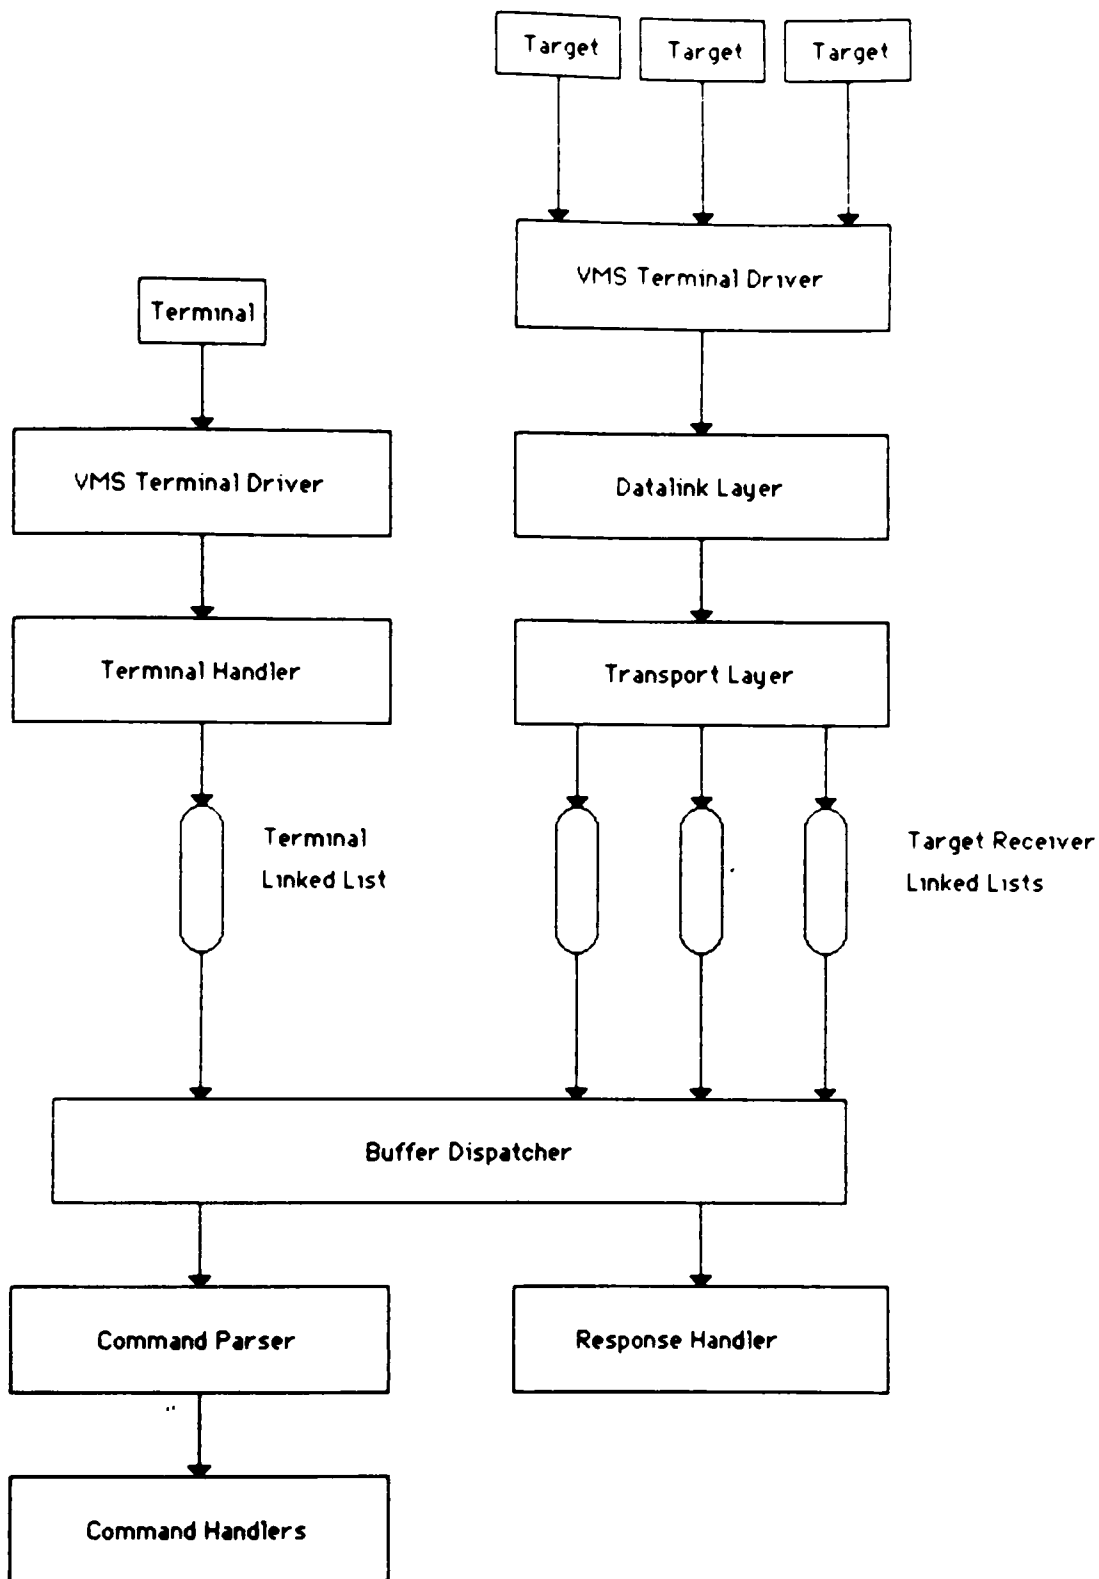 Target
Target
Target
VMS Terminal Driver
Terminal
VMS Terminal Driver
Datalink Layer
Terminal Handler
Transport Layer
Terminal
Linked List
Target Receiver
Linked Lists
Buffer Dispatcher
Command Parser
Response Handler
Command Handlers